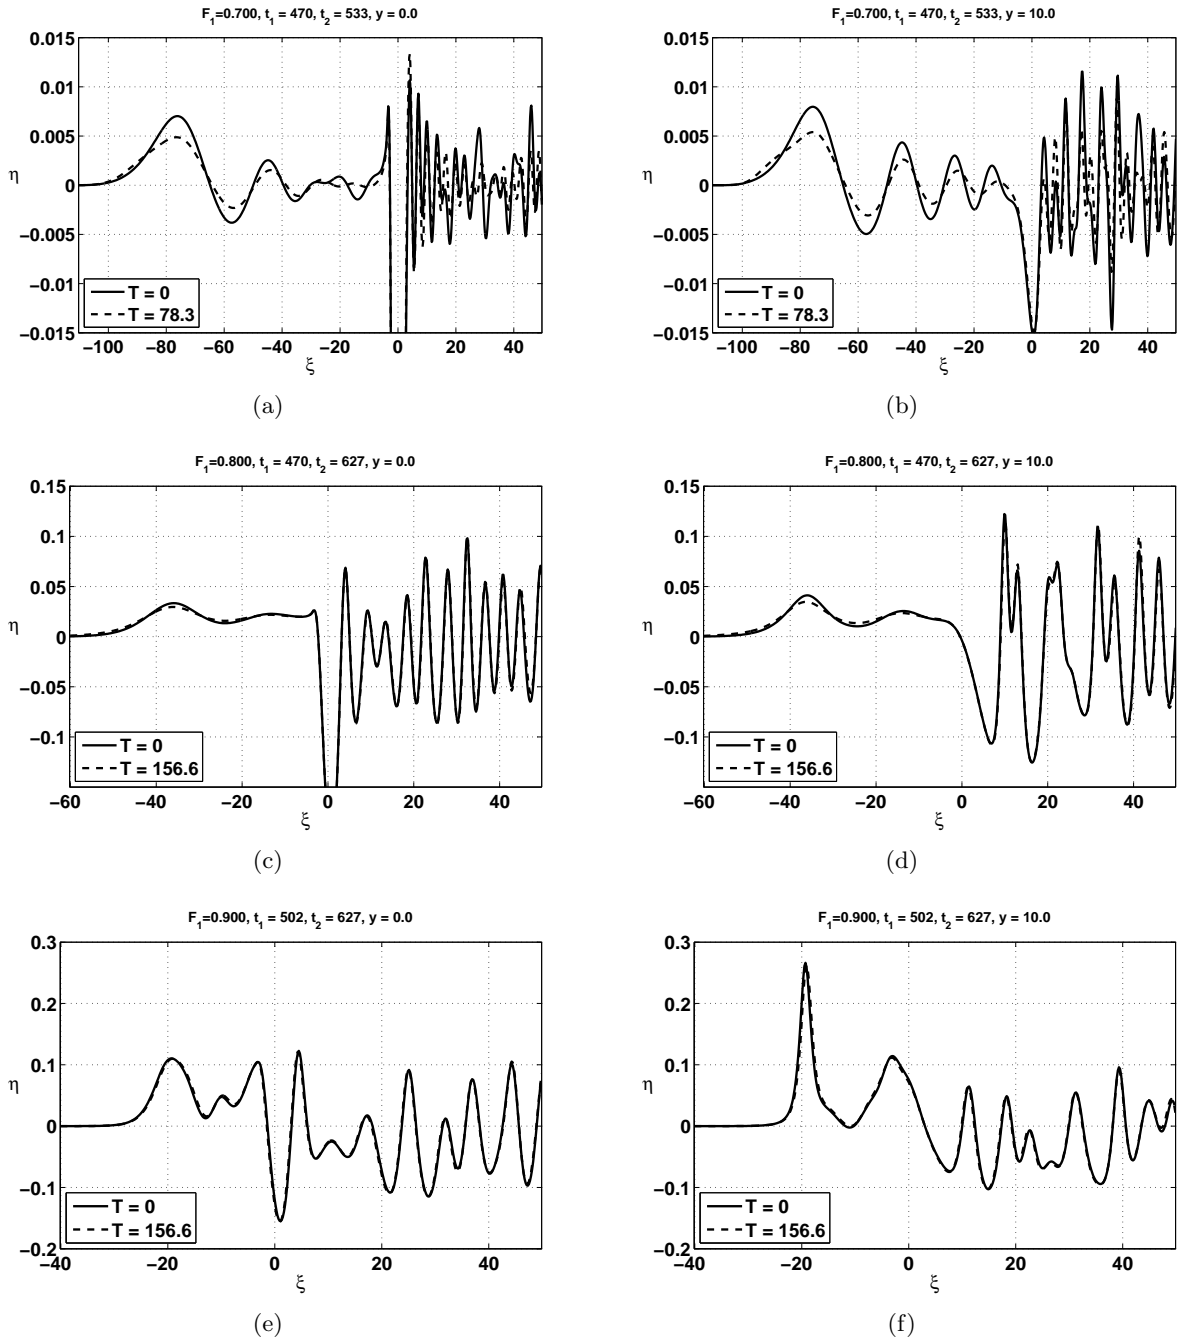 F₁=0.700, t₁ = 470, t₂ = 533, y = 0.0
0.015
0.01
0.005
0
−0.005
−0.01
−0.015
η
T = 0
T = 78.3
−100 −80 −60 −40 −20 0 20 40
ξ
(a)
F₁=0.700, t₁ = 470, t₂ = 533, y = 10.0
0.015
0.01
0.005
0
−0.005
−0.01
−0.015
η
T = 0
T = 78.3
−100 −80 −60 −40 −20 0 20 40
ξ
(b)
F₁=0.800, t₁ = 470, t₂ = 627, y = 0.0
0.15
0.1
0.05
0
−0.05
−0.1
η
T = 0
T = 156.6
−60 −40 −20 0 20 40
ξ
(c)
F₁=0.800, t₁ = 470, t₂ = 627, y = 10.0
0.15
0.1
0.05
0
−0.05
−0.1
η
T = 0
T = 156.6
−60 −40 −20 0 20 40
ξ
(d)
F₁=0.900, t₁ = 502, t₂ = 627, y = 0.0
0.3
0.2
0.1
0
−0.1
−0.2
η
T = 0
T = 156.6
−40 −20 0 20 40
ξ
(e)
F₁=0.900, t₁ = 502, t₂ = 627, y = 10.0
0.3
0.2
0.1
0
−0.1
−0.2
η
T = 0
T = 156.6
−40 −20 0 20 40
ξ
(f)